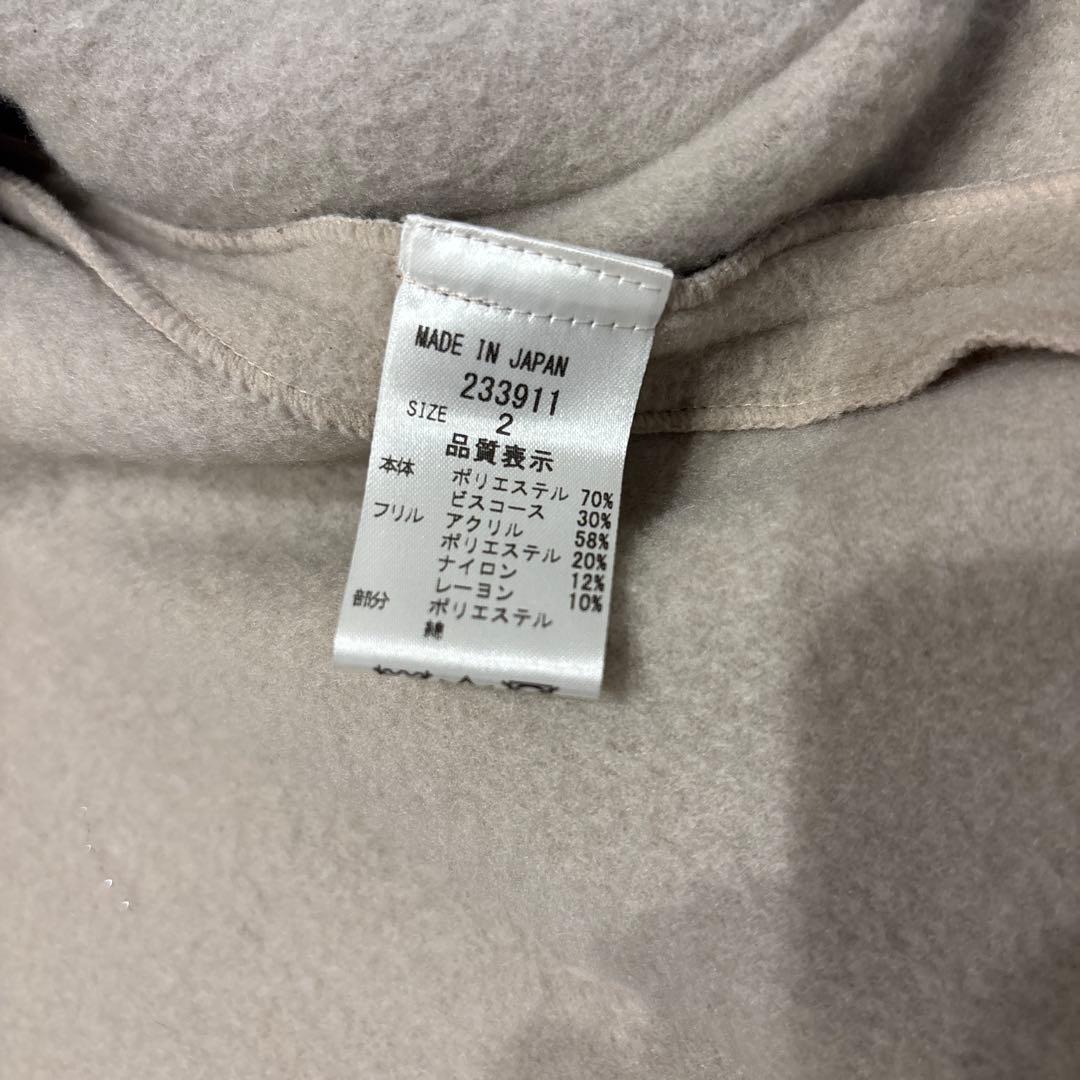 MADE IN JAPAN
233911
SIZE 2
品質表示
本体 ポリエステル 70%
ビスコース 30%
フリル アクリル 58%
ポリエステル 20%
ナイロン 12%
レーヨン 10%
部分 ポリエステル
綿